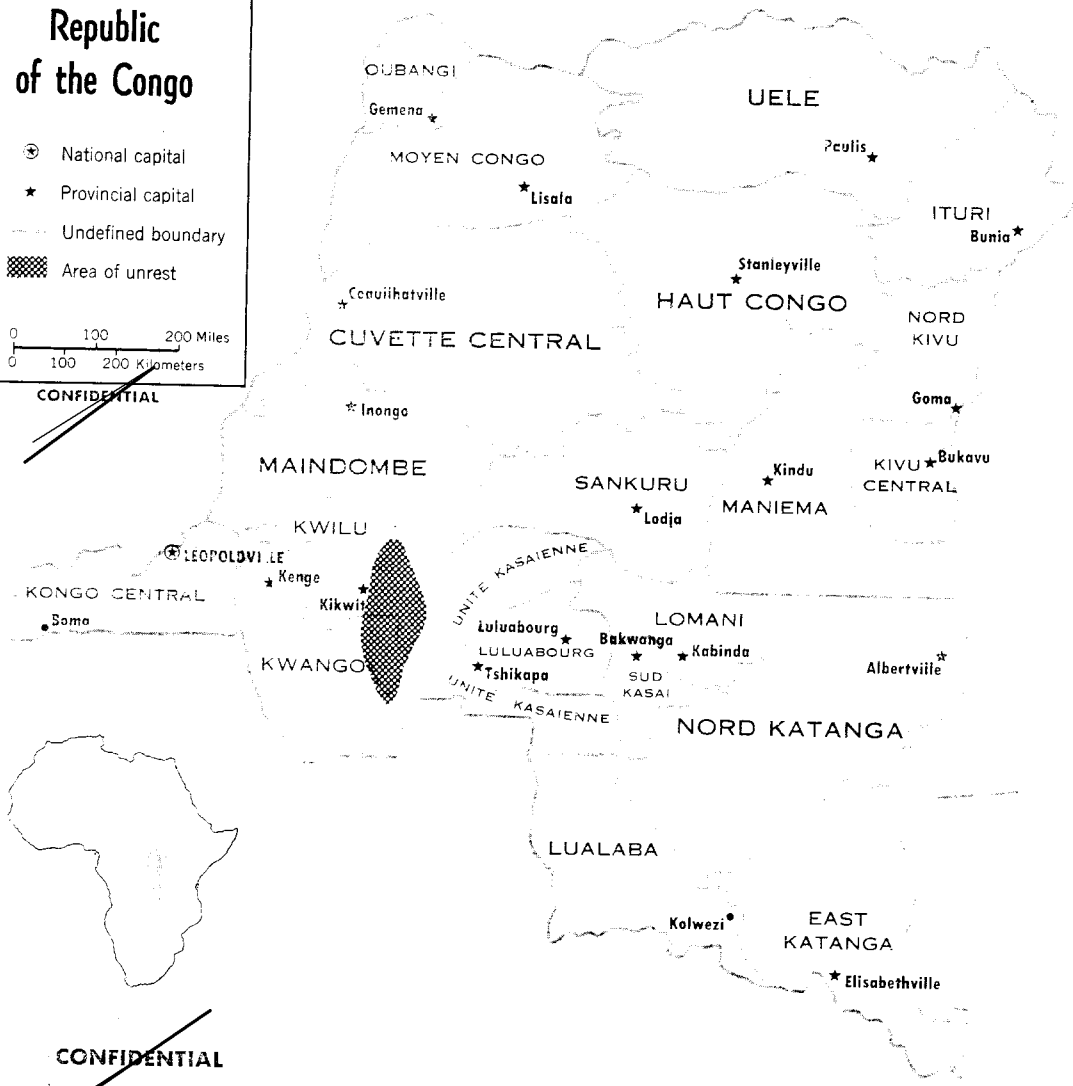 Republic
of the Congo
National capital
Provincial capital
Undefined boundary
Area of unrest
0 100 200 Miles
0 100 200 Kilometers
CONFIDENTIAL
OUBANGI
Gemena
MOYEN CONGO
Lisala
UELE
Paulis
ITURI
Bunia
Stanleyville
HAUT CONGO
Coquilhatville
CUVETTE CENTRAL
NORD
KIVU
Goma
Inongo
MAINDOMBE
SANKURU
Lodja
Kindu
MANIEMA
KIVU
CENTRAL
Bukavu
KWILU
LEOPOLDVILLE
Kenge
Kikwit
KONGO CENTRAL
Boma
KWANGO
UNITE KASAIENNE
Luluabourg
LULUABOURG
Tshikapa
UNITE KASAIENNE
LOMANI
Bakwanga
Kabinda
SUD
KASAI
Albertville
NORD KATANGA
LUALABA
Kolwezi
EAST
KATANGA
Elisabethville
CONFIDENTIAL